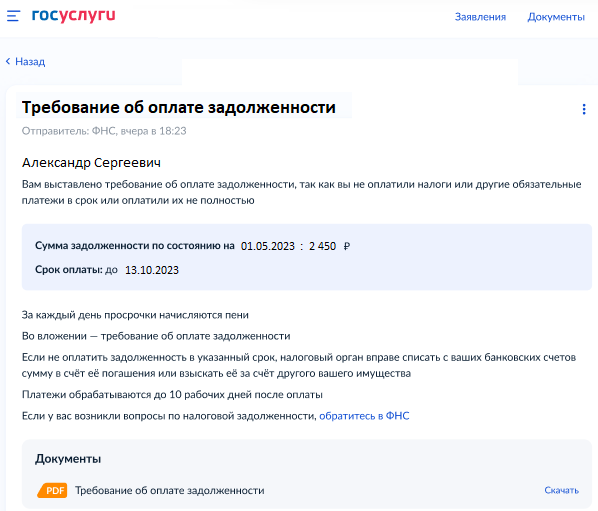 госуслуги
Заявления Документы
Назад
Требование об оплате задолженности
Отправитель: ФНС, вчера в 18:23
Александр Сергеевич
Вам выставлено требование об оплате задолженности, так как вы не оплатили налоги или другие обязательные
платежи в срок или оплатили их не полностью
Сумма задолженности по состоянию на 01.05.2023 : 2 450 ₽
Срок оплаты: до 13.10.2023
За каждый день просрочки начисляются пени
Во вложении — требование об оплате задолженности
Если не оплатить задолженность в указанный срок, налоговый орган вправе списать с ваших банковских счетов
сумму в счёт её погашения или взыскать её за счёт другого вашего имущества
Платежи обрабатываются до 10 рабочих дней после оплаты
Если у вас возникли вопросы по налоговой задолженности, обратитесь в ФНС
Документы
PDF Требование об оплате задолженности Скачать